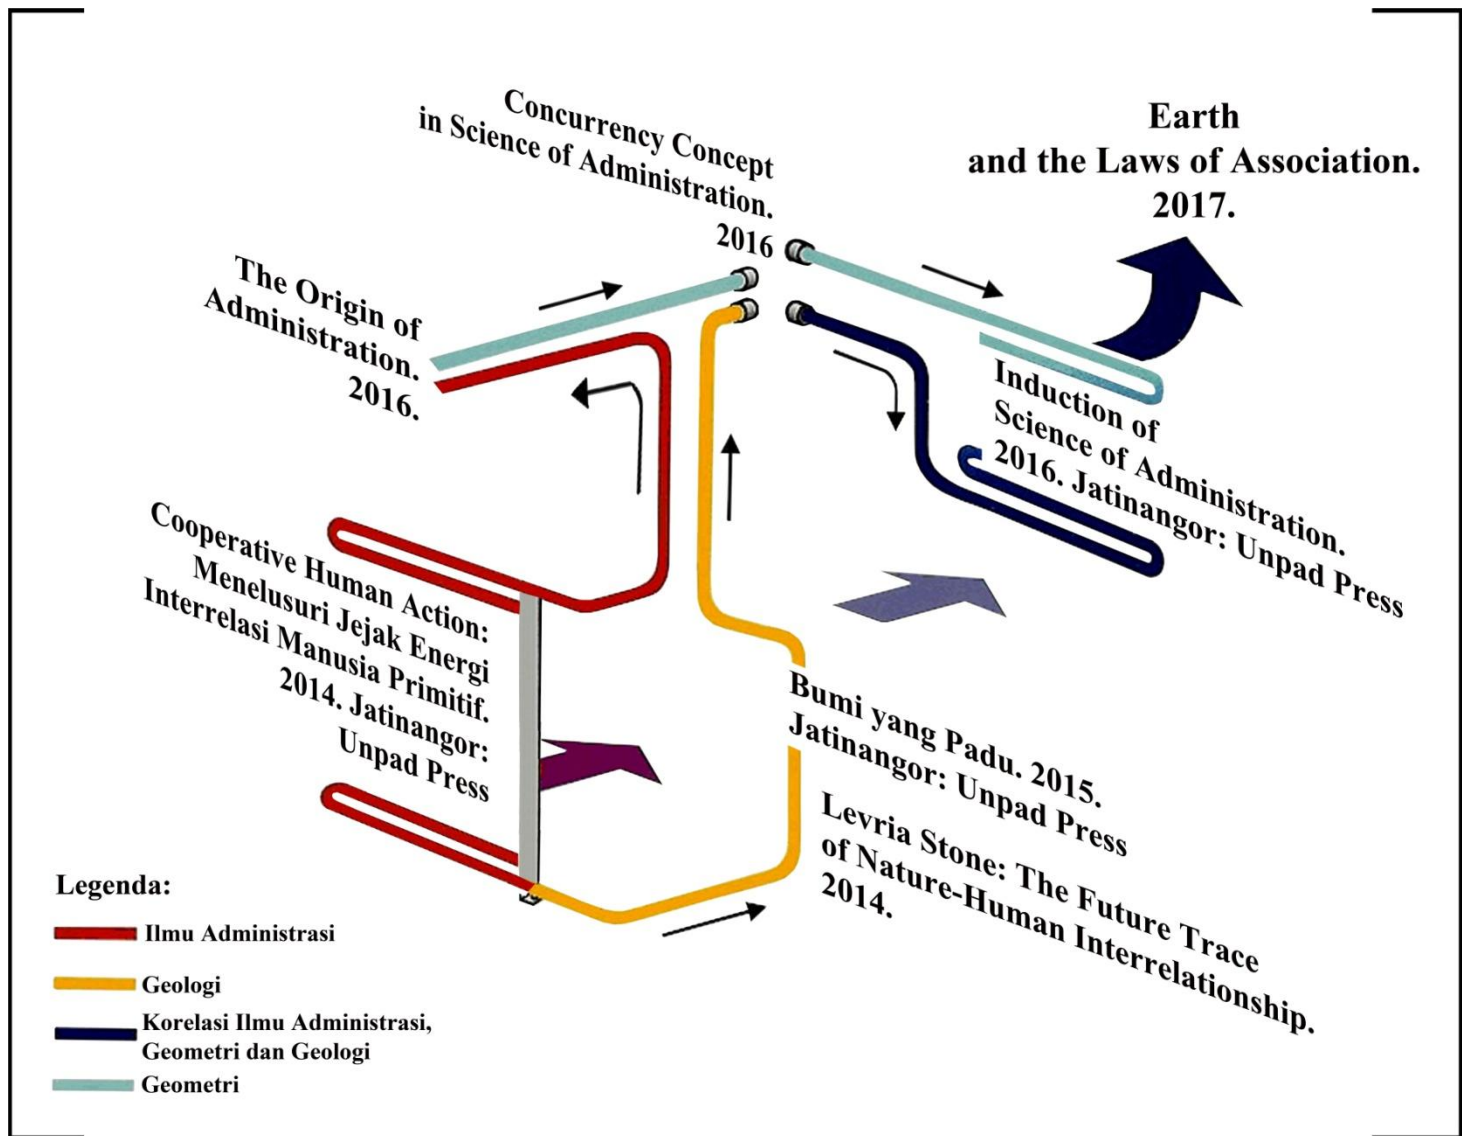 Concurrency Concept
in Science of Administration.
2016
Earth
and the Laws of Association.
2017.
The Origin of
Administration.
2016.
Induction of
Science of Administration.
2016. Jatinangor: Unpad Press
Cooperative Human Action:
Menelusuri Jejak Energi
Interrelasi Manusia Primitif.
2014. Jatinangor:
Unpad Press
Bumi yang Padu. 2015.
Jatinangor: Unpad Press
Levria Stone: The Future Trace
of Nature-Human Interrelationship.
2014.
Legenda:
Ilmu Administrasi
Geologi
Korelasi Ilmu Administrasi,
Geometri dan Geologi
Geometri